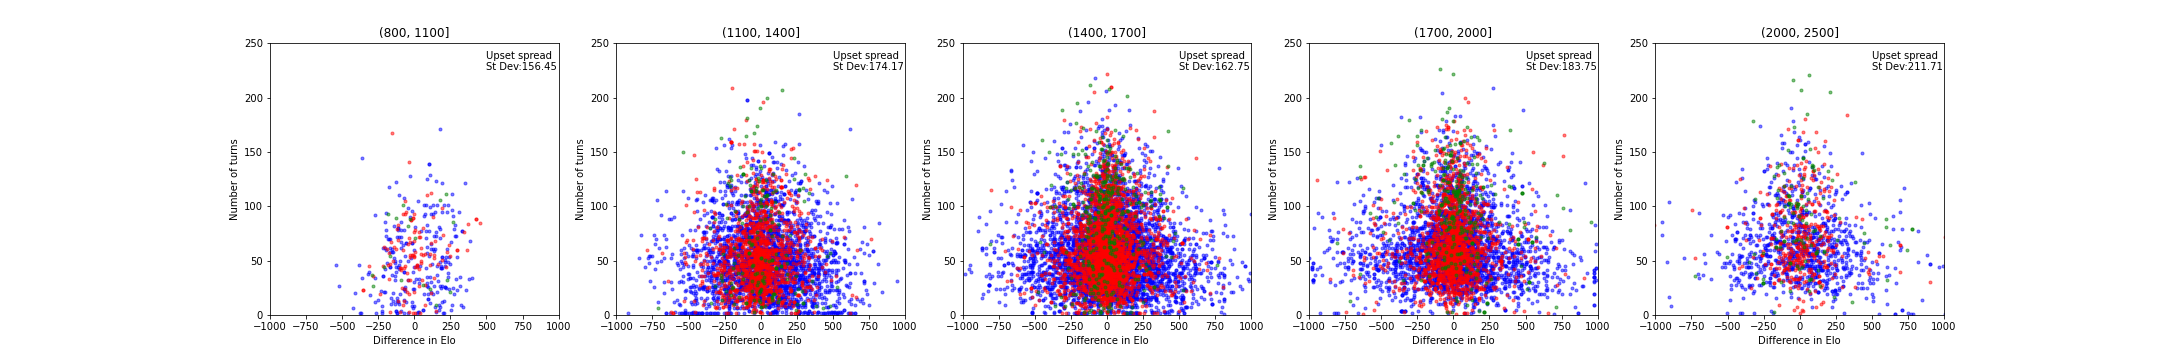 (800, 1100]
Upset spread
St Dev:156.45
250
200
150
100
50
0
Number of turns
−1000 −750 −500 −250 0 250 500 750 1000
Difference in Elo
(1100, 1400]
Upset spread
St Dev:174.17
250
200
150
100
50
0
Number of turns
−1000 −750 −500 −250 0 250 500 750 1000
Difference in Elo
(1400, 1700]
Upset spread
St Dev:162.75
250
200
150
100
50
0
Number of turns
−1000 −750 −500 −250 0 250 500 750 1000
Difference in Elo
(1700, 2000]
Upset spread
St Dev:183.75
250
200
150
100
50
0
Number of turns
−1000 −750 −500 −250 0 250 500 750 1000
Difference in Elo
(2000, 2500]
Upset spread
St Dev:211.71
250
200
150
100
50
0
Number of turns
−1000 −750 −500 −250 0 250 500 750 1000
Difference in Elo